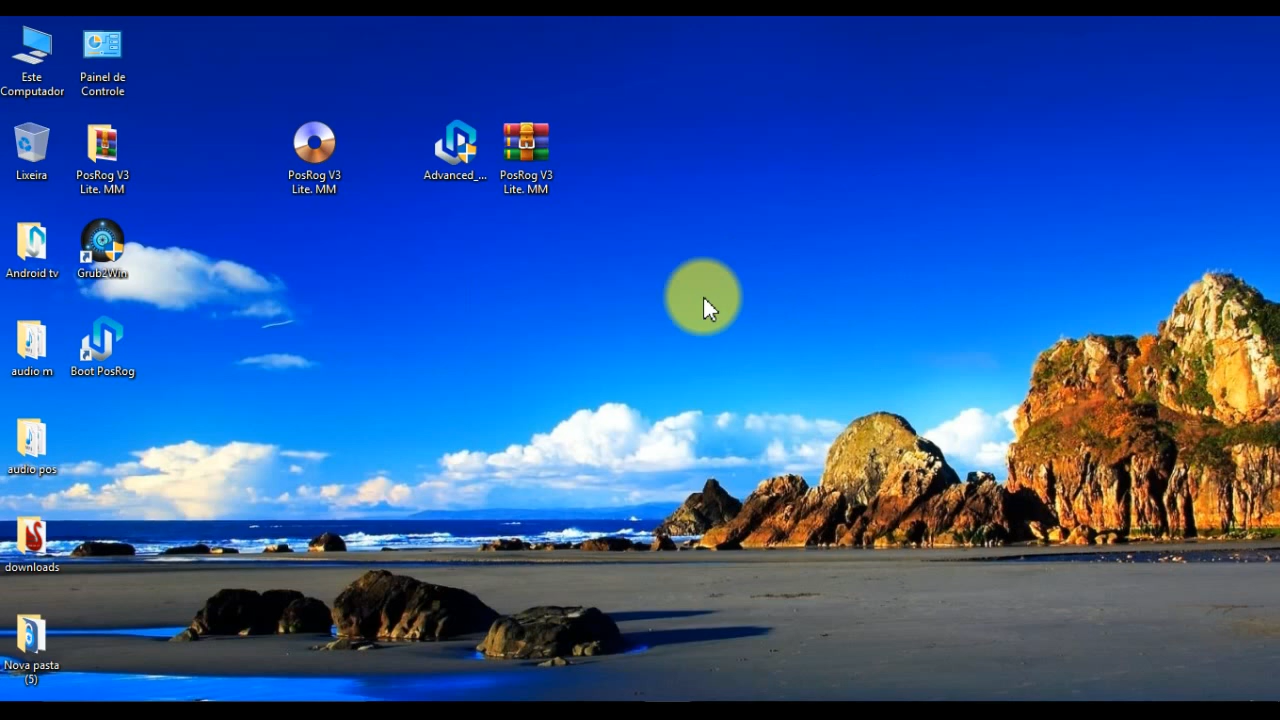 Este
Computador
Painel de
Controle
Lixeira
PosRog V3
Lite. MM
PosRog V3
Lite. MM
Advanced_...
PosRog V3
Lite. MM
Android tv
Grub2Win
audio m
Boot PosRog
audio pos
downloads
Nova pasta
(5)